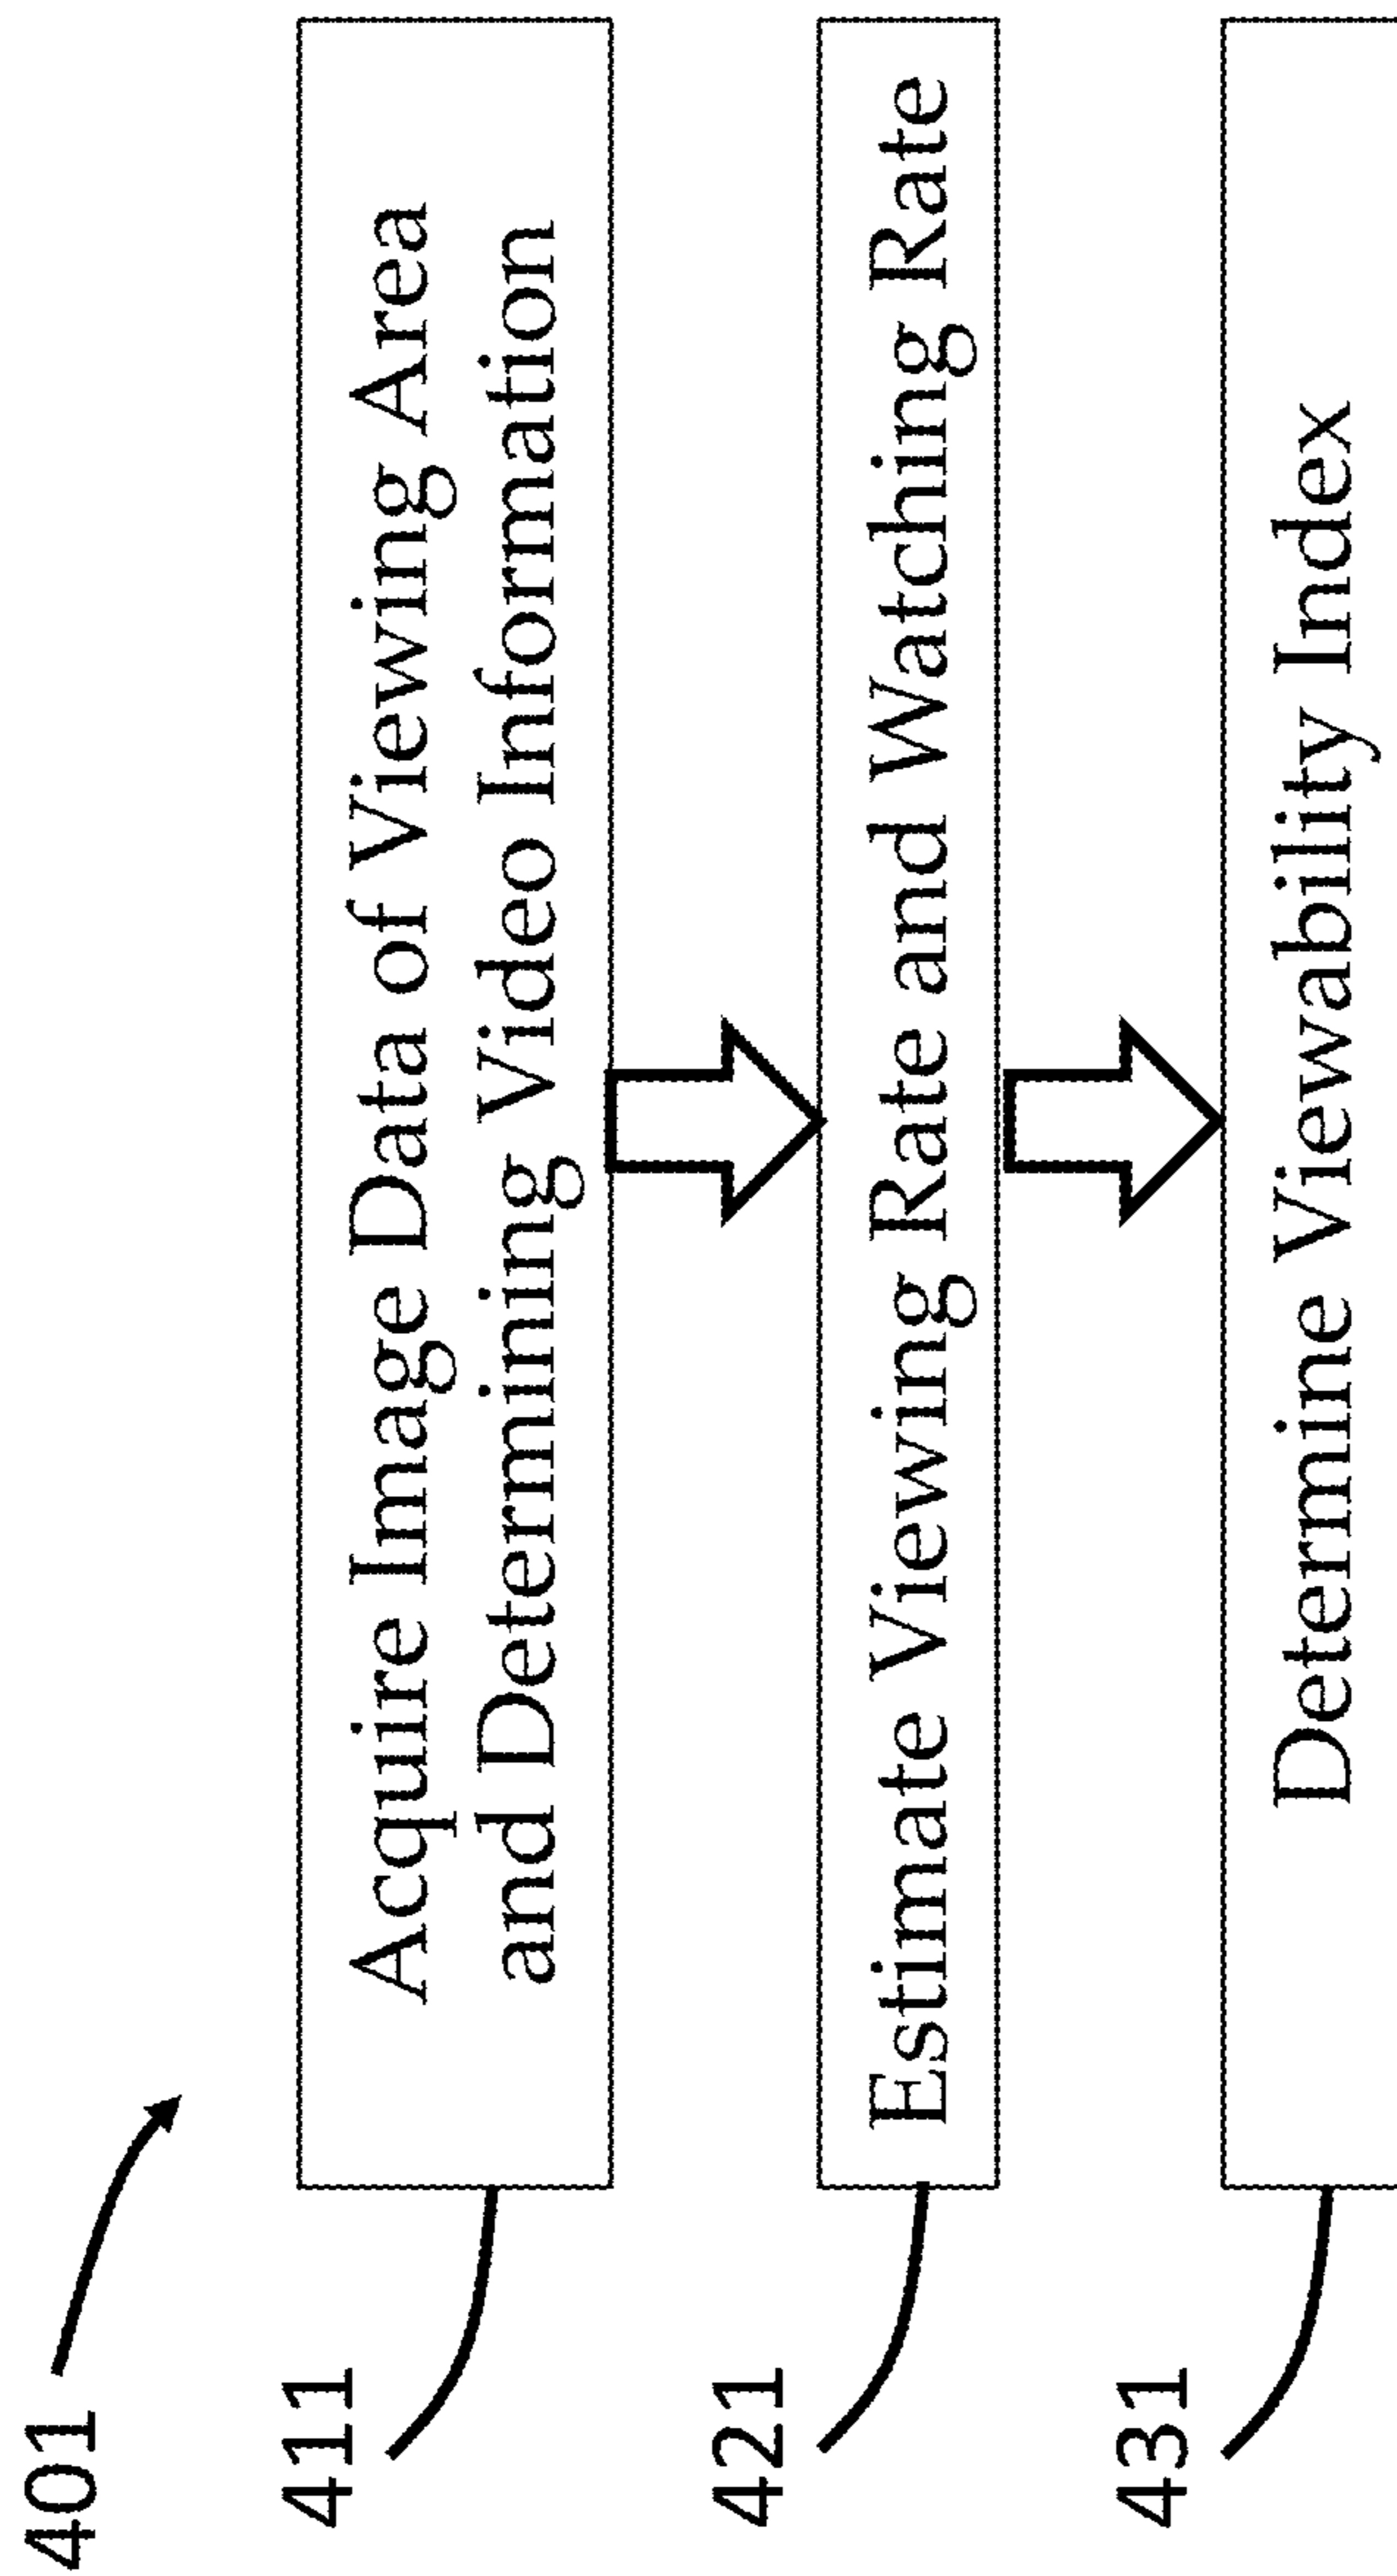 401
411
Acquire Image Data of Viewing Area
and Determining Video Information
421
Estimate Viewing Rate and Watching Rate
431
Determine Viewability Index